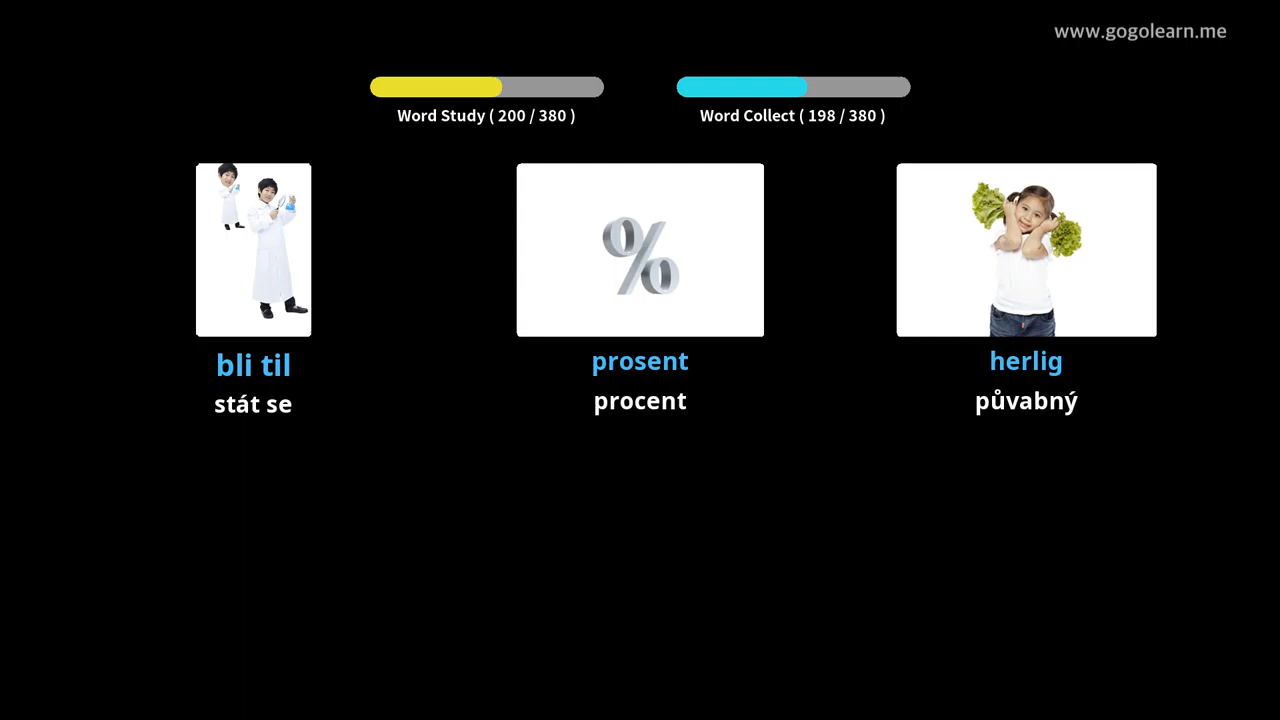 www.gogolearn.me
Word Study ( 200 / 380 )
Word Collect ( 198 / 380 )
bli til
stát se
%
prosent
procent
herlig
půvabný